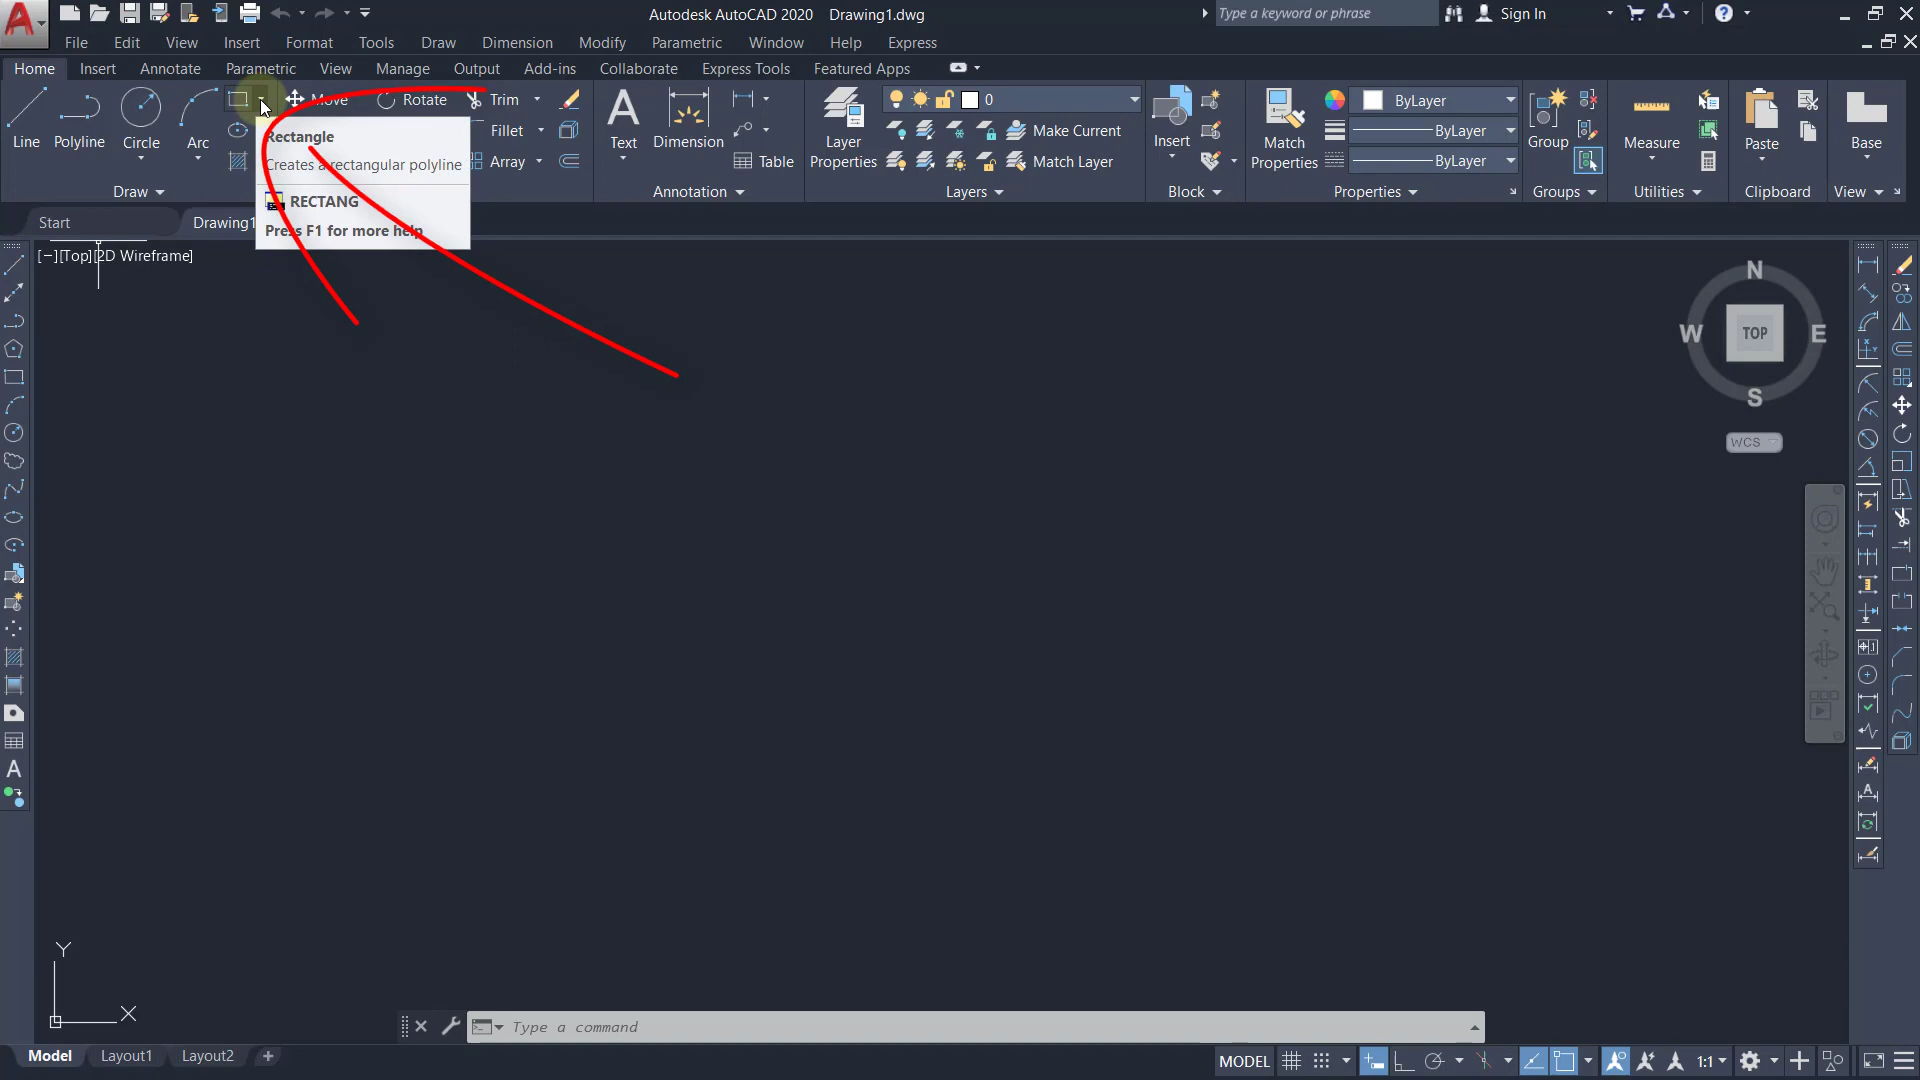 Autodesk AutoCAD 2020 Drawing1.dwg
Type a keyword or phrase
Sign In
File Edit View Insert Format Tools Draw Dimension Modify Parametric Window Help Express
Home Insert Annotate Parametric View Manage Output Add-ins Collaborate Express Tools Featured Apps
Line
Polyline
Circle
Arc
Move
Rotate
Trim
Fillet
Array
Text
Dimension
Table
Layer
Properties
0
Make Current
Match Layer
Insert
Match
Properties
ByLayer
ByLayer
ByLayer
Group
Measure
Paste
Base
Draw
Annotation
Layers
Block
Properties
Groups
Utilities
Clipboard
View
Rectangle
Creates a rectangular polyline
RECTANG
Press F1 for more help
Start
Drawing1
[−][Top][2D Wireframe]
N
W
TOP
E
S
WCS
A
A
Y
X
Type a command
Model
Layout1
Layout2
MODEL
1:1